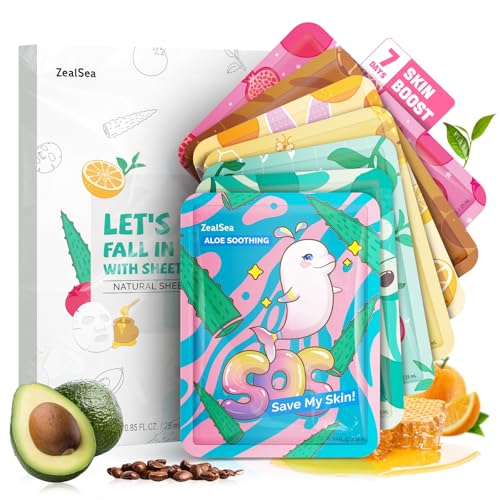 ZealSea
LET'S
FALL IN
WITH SHEET
NATURAL SHEE
0.85 FL.OZ.
7
DAYS
SKIN
BOOST
ZealSea
ALOE SOOTHING
SOS
Save My Skin!